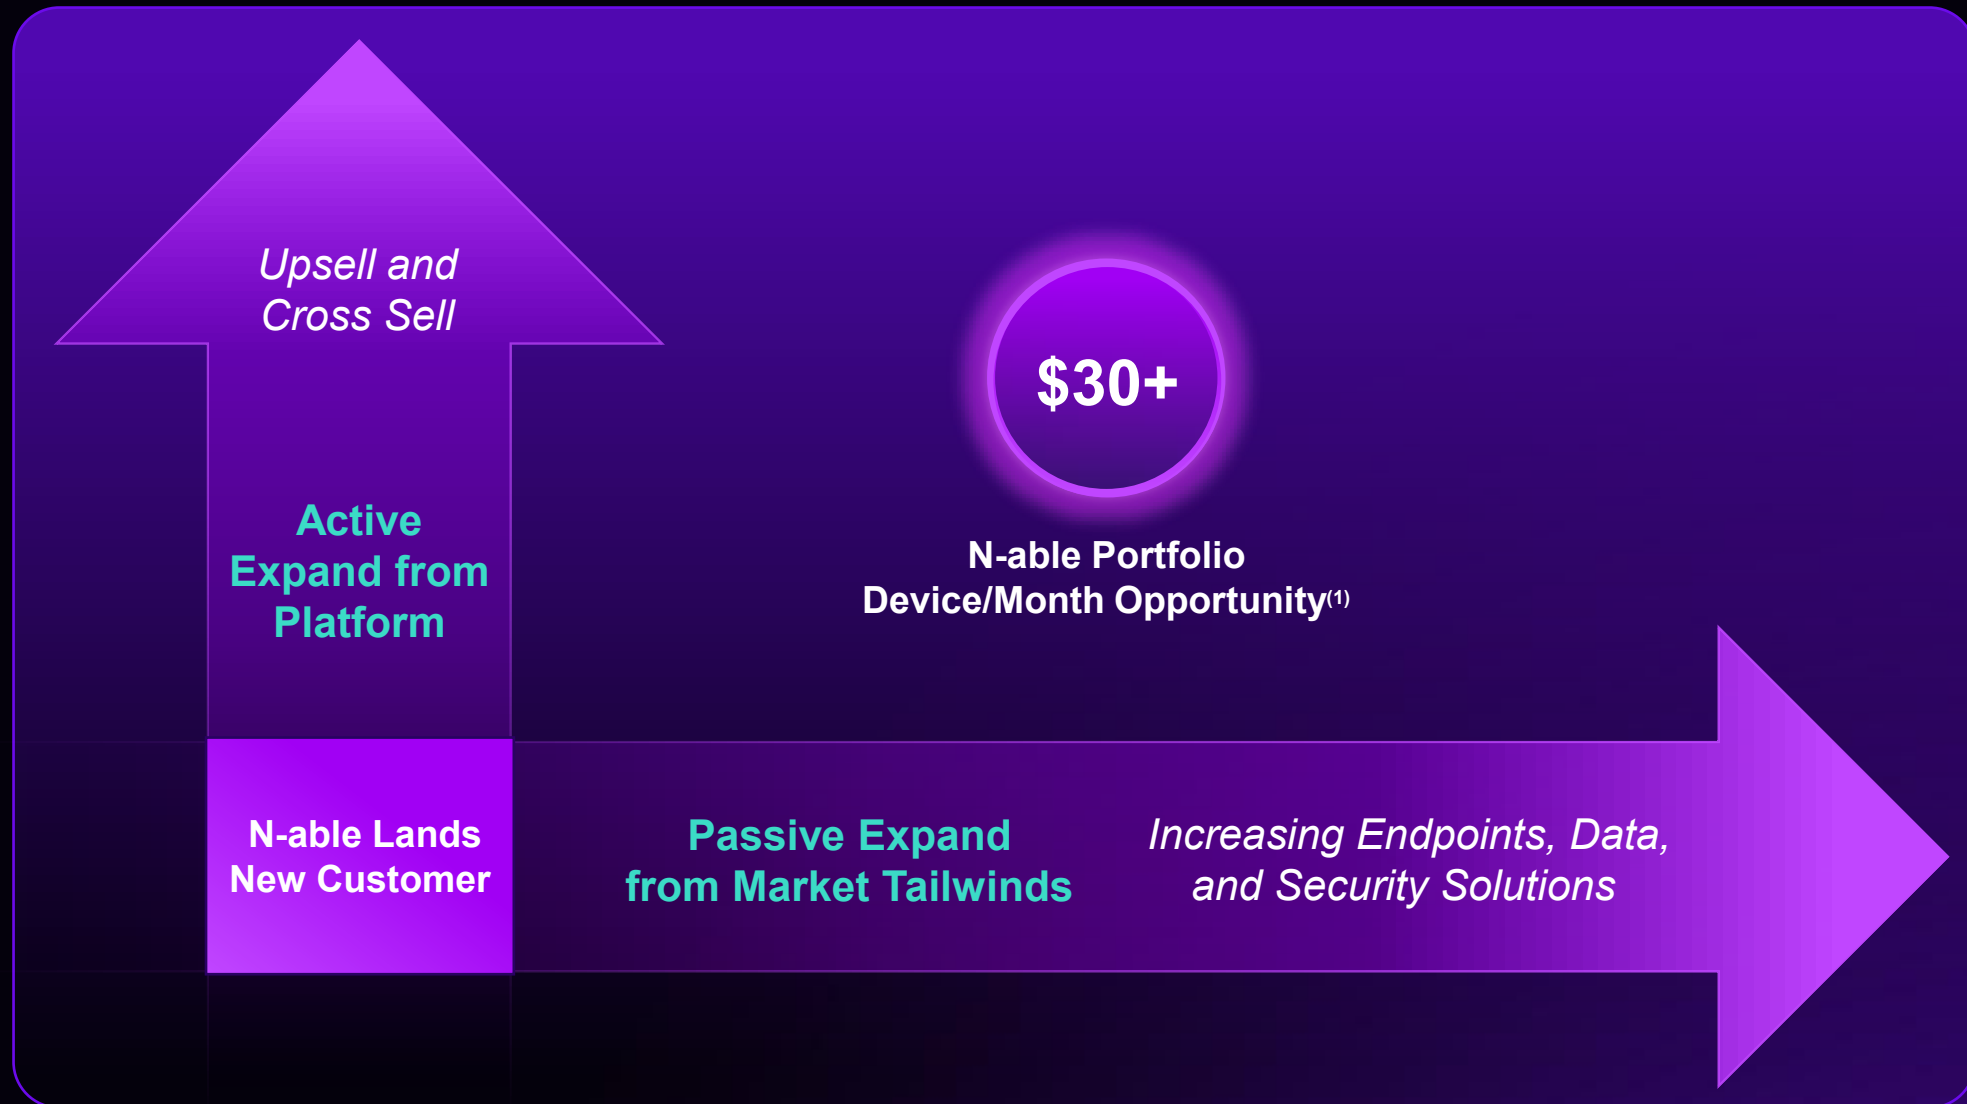 Upsell and
Cross Sell
Active
Expand from
Platform
$30+
N-able Portfolio
Device/Month Opportunity(1)
N-able Lands
New Customer
Passive Expand
from Market Tailwinds
Increasing Endpoints, Data,
and Security Solutions